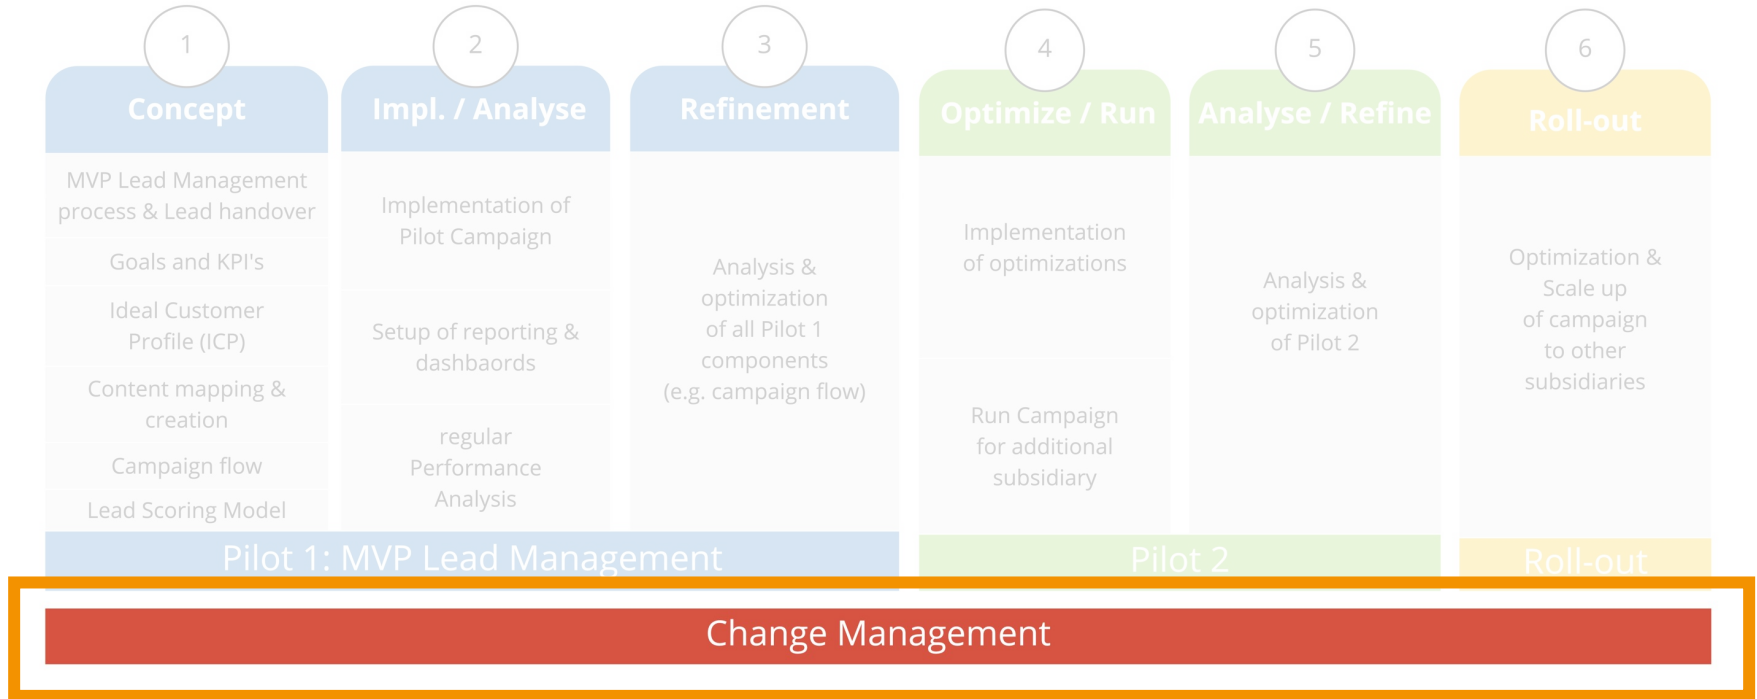 1
Concept
MVP Lead Management
process & Lead handover
Goals and KPI's
Ideal Customer
Profile (ICP)
Content mapping &
creation
Campaign flow
Lead Scoring Model
2
Impl. / Analyse
Implementation of
Pilot Campaign
Setup of reporting &
dashbaords
regular
Performance
Analysis
3
Refinement
Analysis &
optimization
of all Pilot 1
components
(e.g. campaign flow)
Pilot 1: MVP Lead Management
4
Optimize / Run
Implementation
of optimizations
Run Campaign
for additional
subsidiary
5
Analyse / Refine
Analysis &
optimization
of Pilot 2
Pilot 2
6
Roll-out
Optimization &
Scale up
of campaign
to other
subsidiaries
Roll-out
Change Management